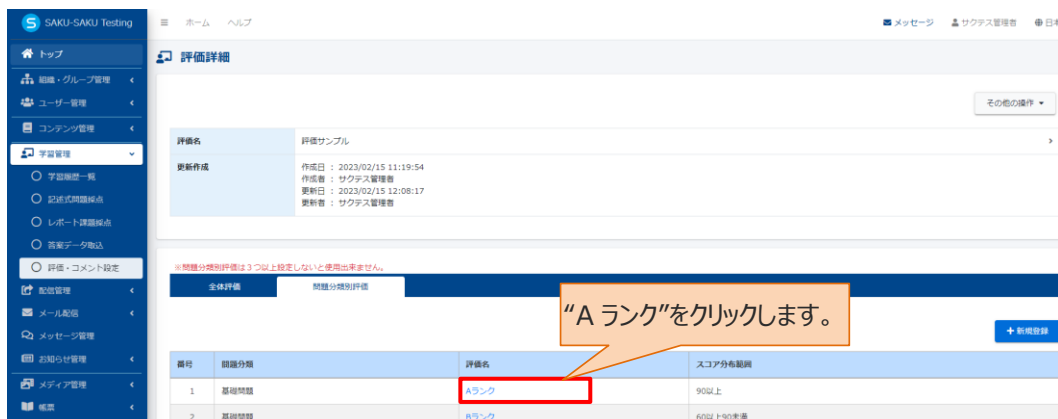 SAKU-SAKU Testing
ホーム ヘルプ
メッセージ サクテス管理者 日本
トップ
評価詳細
組織・グループ管理
ユーザー管理
その他の操作
コンテンツ管理
評価名 評価サンプル
学習管理
更新作成 作成日 : 2023/02/15 11:19:54
作成者 : サクテス管理者
更新日 : 2023/02/15 12:08:17
更新者 : サクテス管理者
学習履歴一覧
記述式問題採点
レポート課題採点
答案データ取込
評価・コメント設定
※問題分類別評価は３つ以上設定しないと使用出来ません。
全体評価 問題分類別評価
配信管理
メール配信
“A ランク”をクリックします。
メッセージ管理
+ 新規登録
お知らせ管理
番号 問題分類 評価名 スコア分布範囲
メディア管理
1 基礎問題 Aランク 90以上
帳票
2 基礎問題 Bランク 60以上90未満